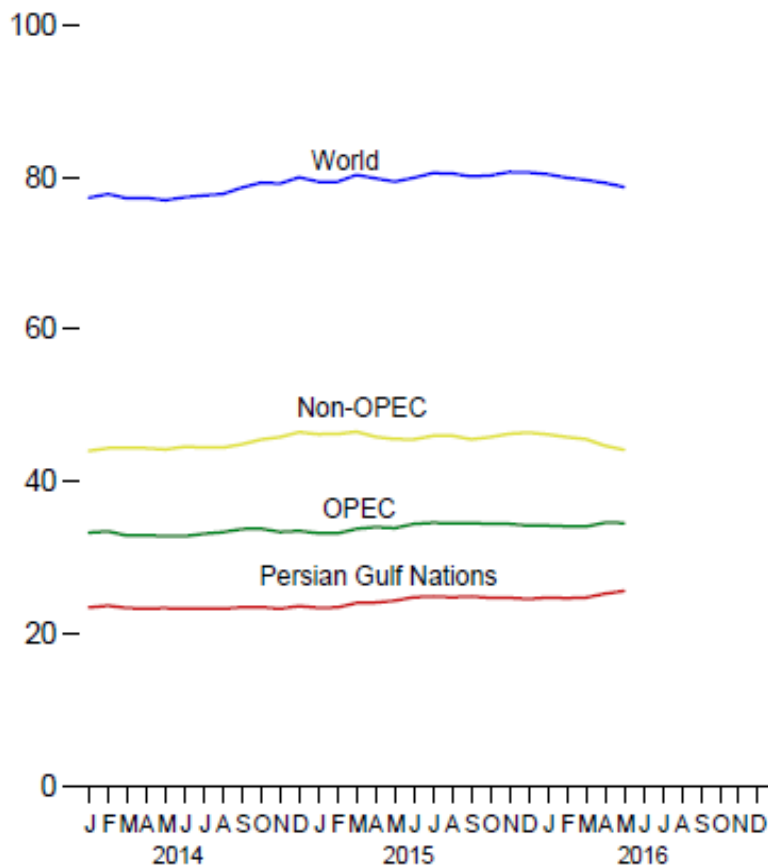 100
World
80
60
Non-OPEC
40
OPEC
Persian Gulf Nations
20
0
J F M A M J J A S O N D J F M A M J J A S O N D J F M A M J J A S O N D
2014 2015 2016